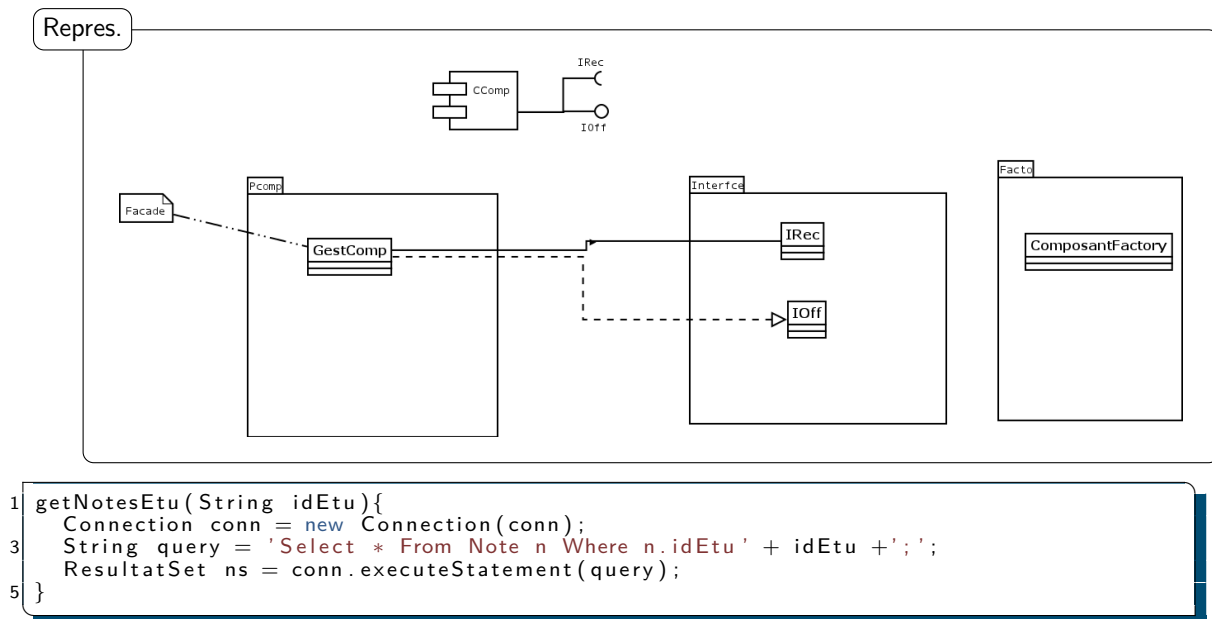 Repres.
IRec
CComp
IOff
Pcomp
Interfce
Facto
Facade
GestComp
IRec
ComposantFactory
IOff
1 getNotesEtu(String idEtu){
Connection conn = new Connection(conn);
3 String query = 'Select * From Note n Where n.idEtu' + idEtu +';';
ResultatSet ns = conn.executeStatement(query);
5 }